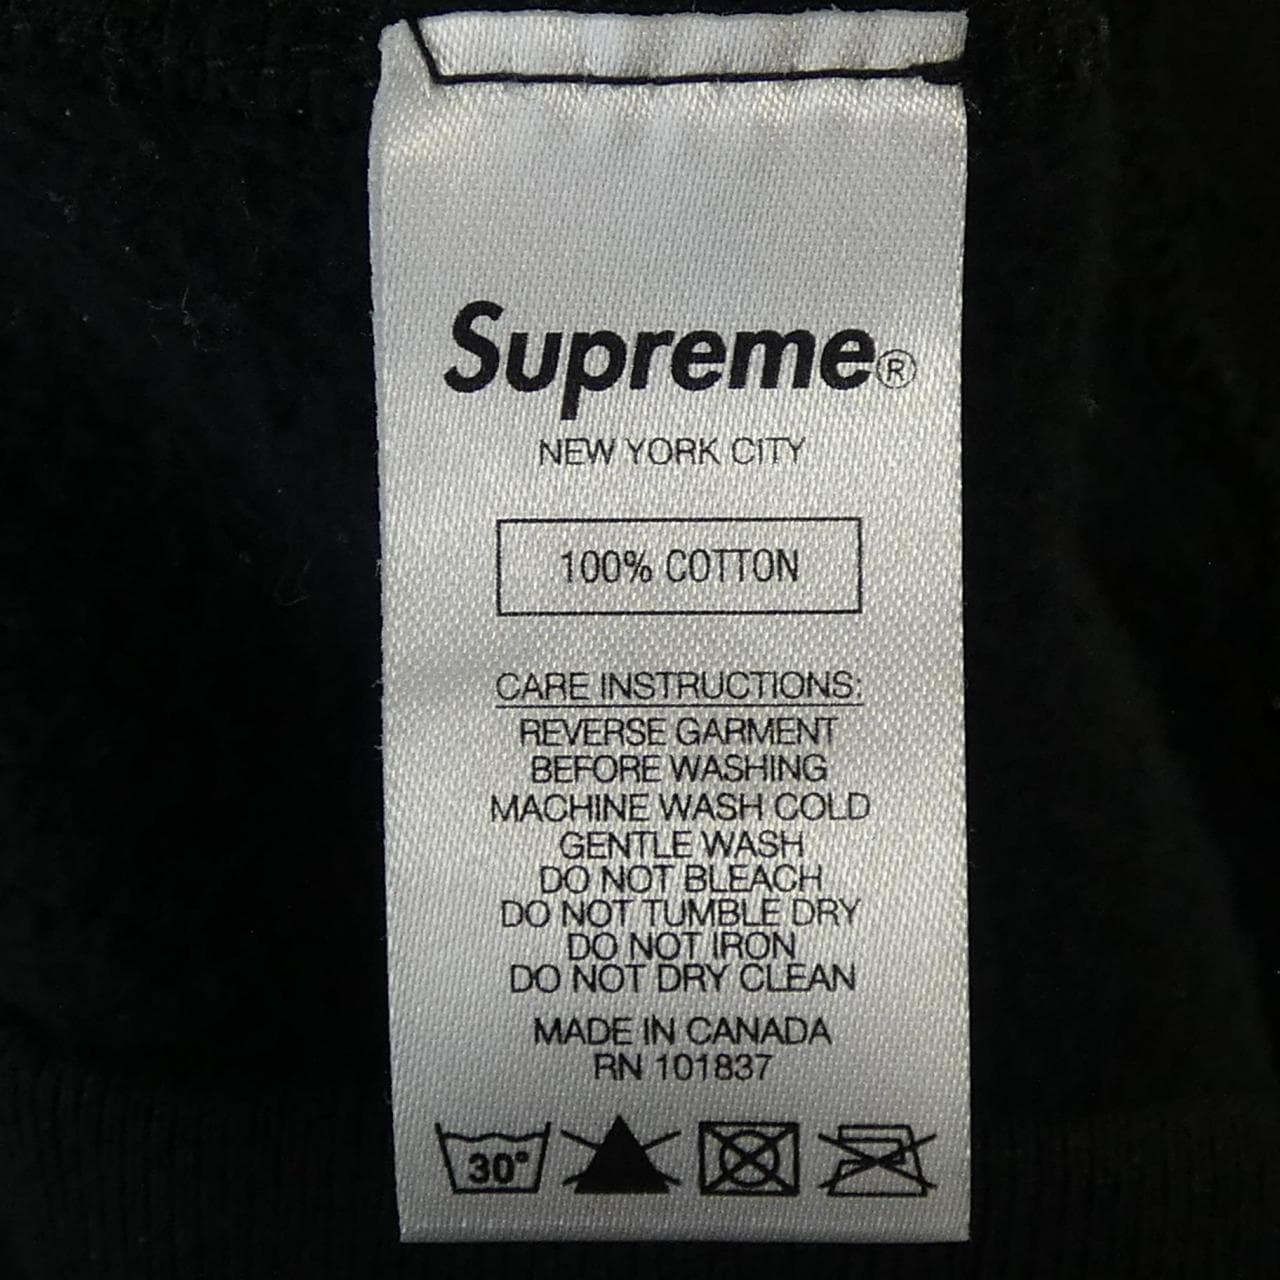 Supreme®
NEW YORK CITY
100% COTTON
CARE INSTRUCTIONS:
REVERSE GARMENT
BEFORE WASHING
MACHINE WASH COLD
GENTLE WASH
DO NOT BLEACH
DO NOT TUMBLE DRY
DO NOT IRON
DO NOT DRY CLEAN
MADE IN CANADA
RN 101837
30°